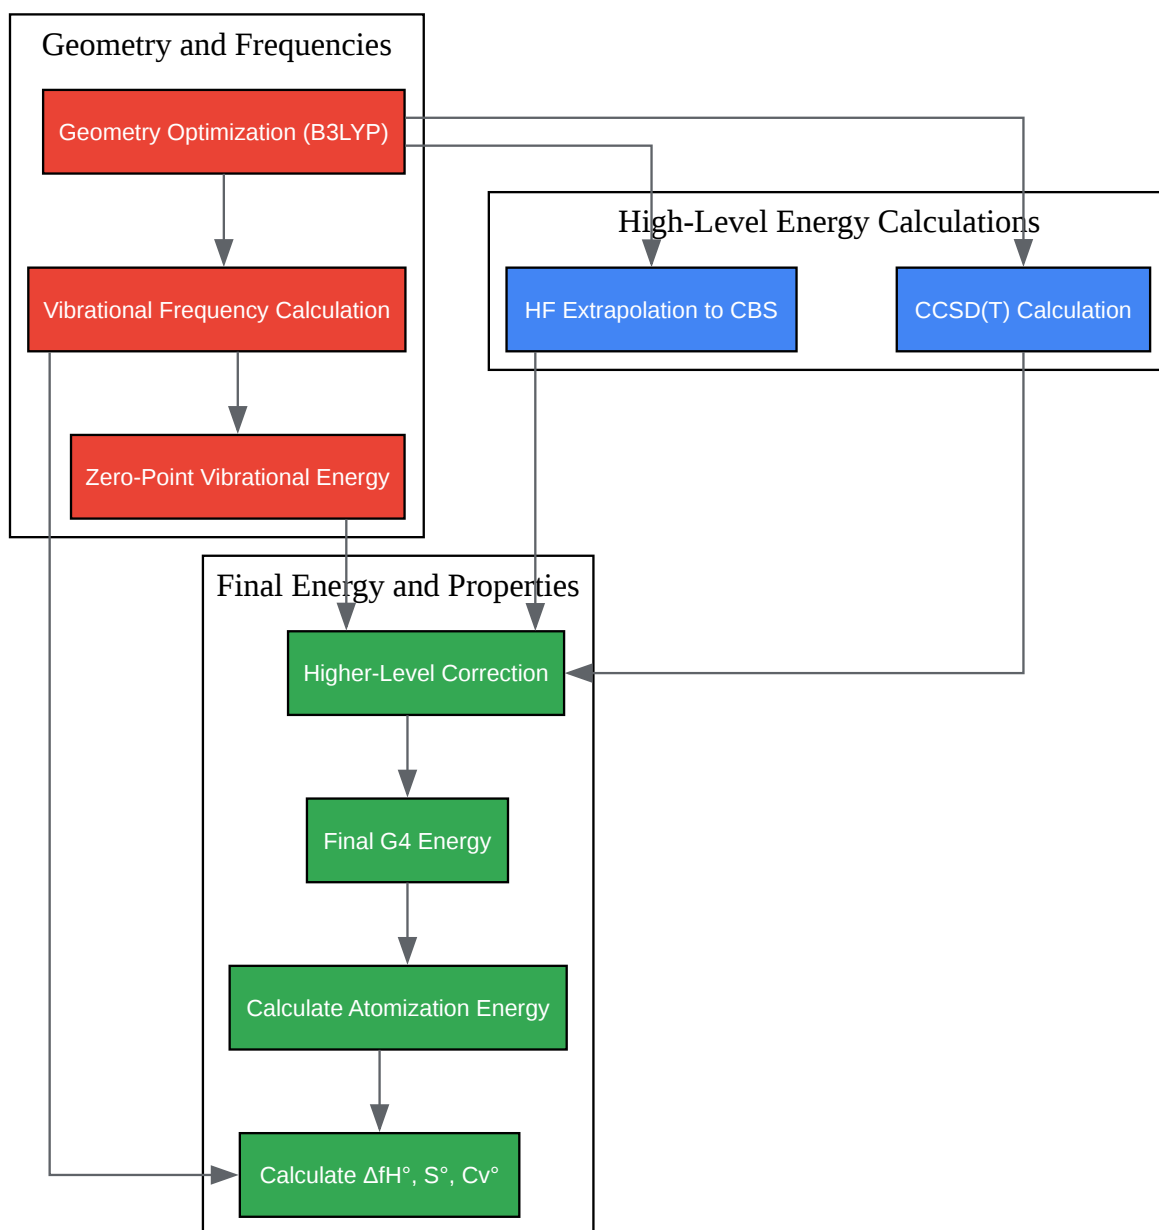 Geometry and Frequencies
Geometry Optimization (B3LYP)
High-Level Energy Calculations
Vibrational Frequency Calculation
HF Extrapolation to CBS
CCSD(T) Calculation
Zero-Point Vibrational Energy
Final Energy and Properties
Higher-Level Correction
Final G4 Energy
Calculate Atomization Energy
Calculate ΔfH°, S°, Cv°